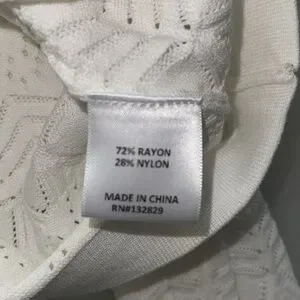 72% RAYON
28% NYLON
MADE IN CHINA
RN#132829